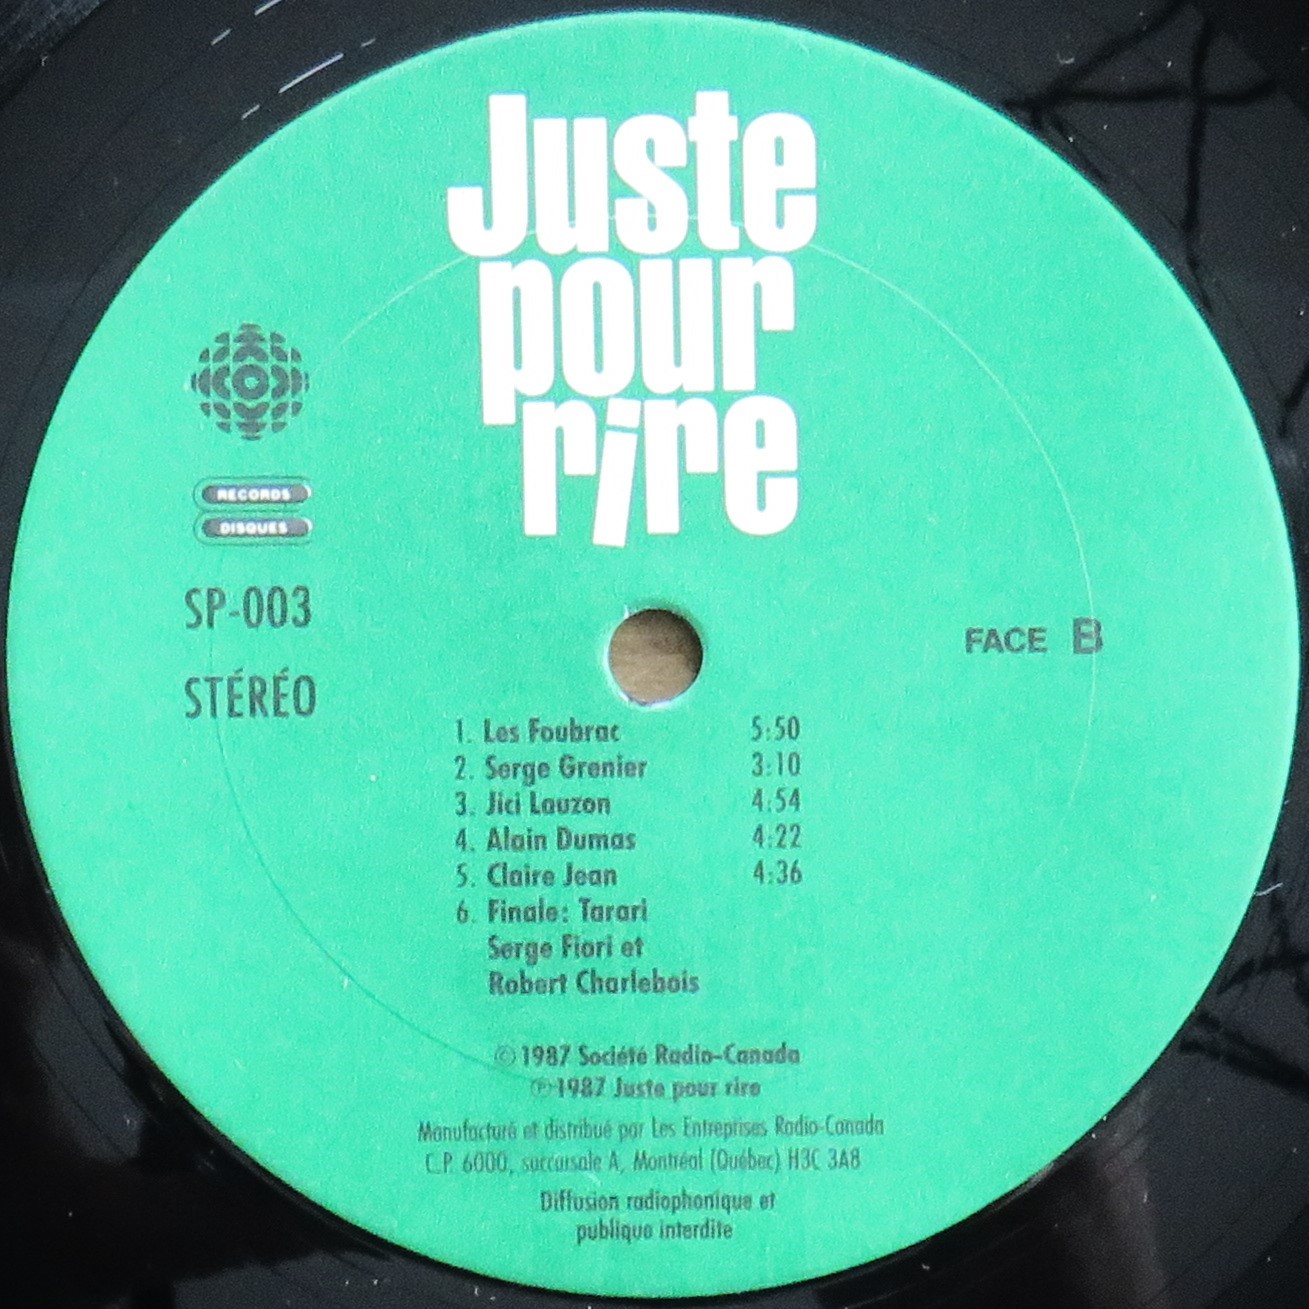 Juste
pour
rire
RECORDS
DISQUES
SP-003
STÉRÉO
FACE B
1. Les Foubrac 5:50
2. Serge Grenier 3:10
3. Jici Lauzon 4:54
4. Alain Dumas 4:22
5. Claire Jean 4:36
6. Finale: Tarari
Serge Fiori et
Robert Charlebois
©1987 Société Radio-Canada
℗1987 Juste pour rire
Manufacturé et distribué par Les Entreprises Radio-Canada
C.P. 6000, succursale A, Montréal (Québec) H3C 3A8
Diffusion radiophonique et
publique interdite